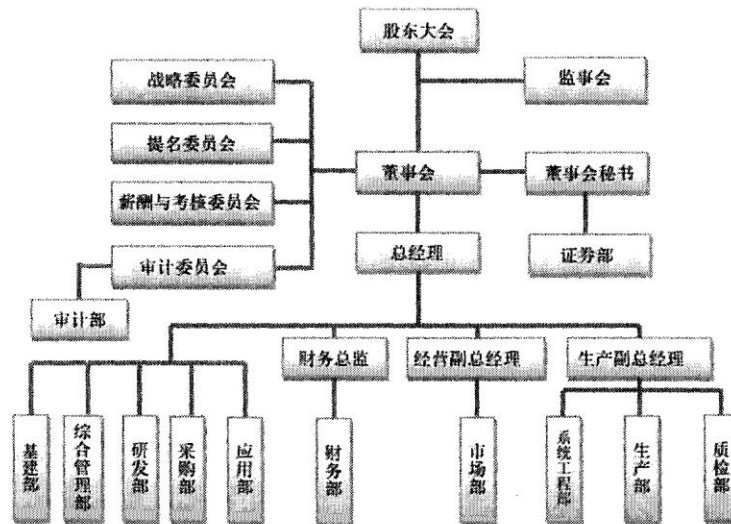 股东大会
战略委员会
监事会
提名委员会
董事会
董事会秘书
薪酬与考核委员会
总经理
证券部
审计委员会
审计部
财务总监
经营副总经理
生产副总经理
基建部
综合管理部
研发部
采购部
应用部
财务部
市场部
系统工程部
生产部
质检部